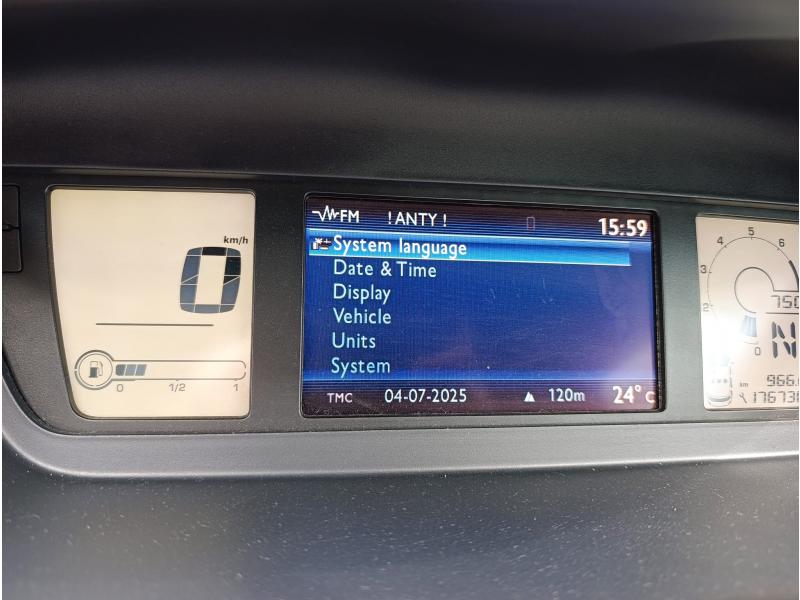 km/h
0
0 1/2 1
FM !ANTY ! 15:59
System language
Date & Time
Display
Vehicle
Units
System
TMC 04-07-2025 120m 24° C
4 5 6
3
2
0
750
N
km 966.